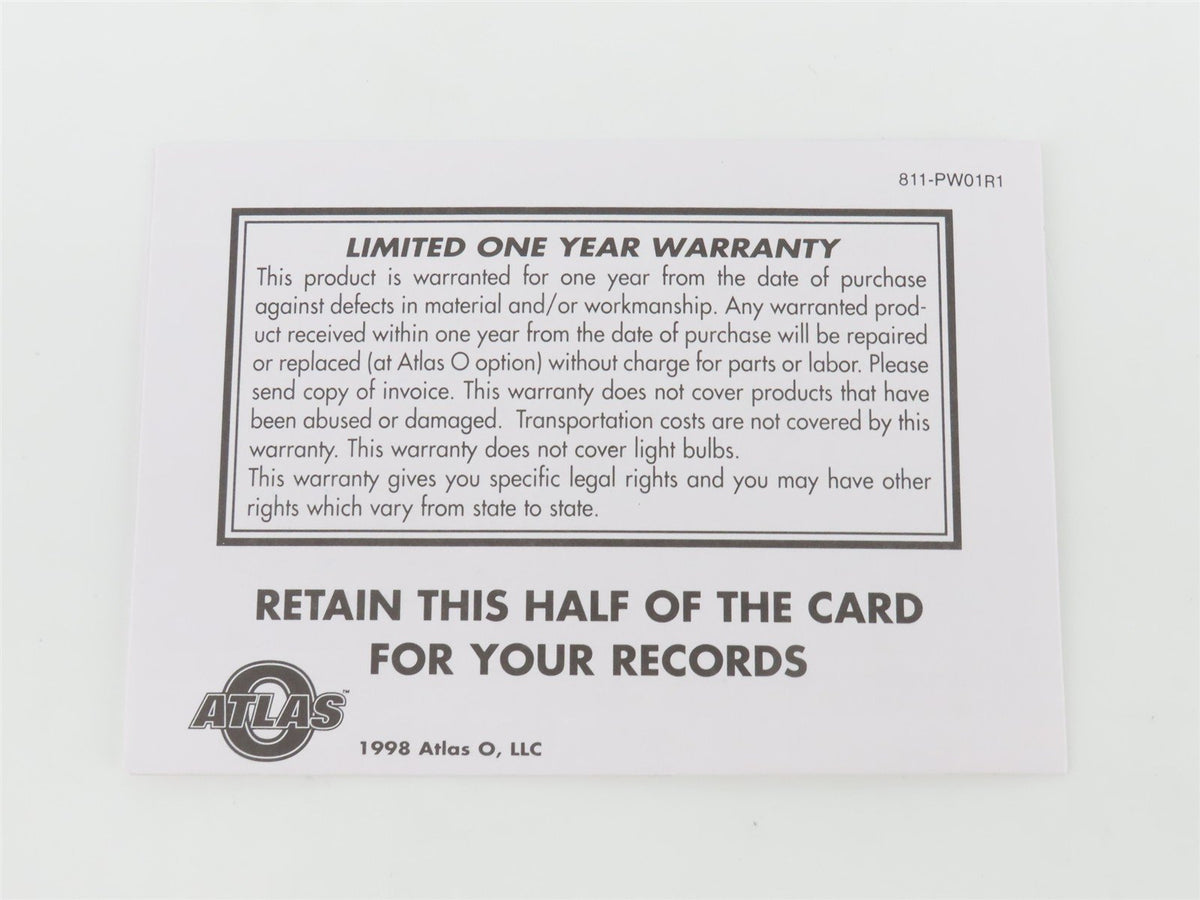 811-PW01R1
LIMITED ONE YEAR WARRANTY
This product is warranted for one year from the date of purchase
against defects in material and/or workmanship. Any warranted prod-
uct received within one year from the date of purchase will be repaired
or replaced (at Atlas O option) without charge for parts or labor. Please
send copy of invoice. This warranty does not cover products that have
been abused or damaged. Transportation costs are not covered by this
warranty. This warranty does not cover light bulbs.
This warranty gives you specific legal rights and you may have other
rights which vary from state to state.
RETAIN THIS HALF OF THE CARD
FOR YOUR RECORDS
ATLAS O ™
1998 Atlas O, LLC